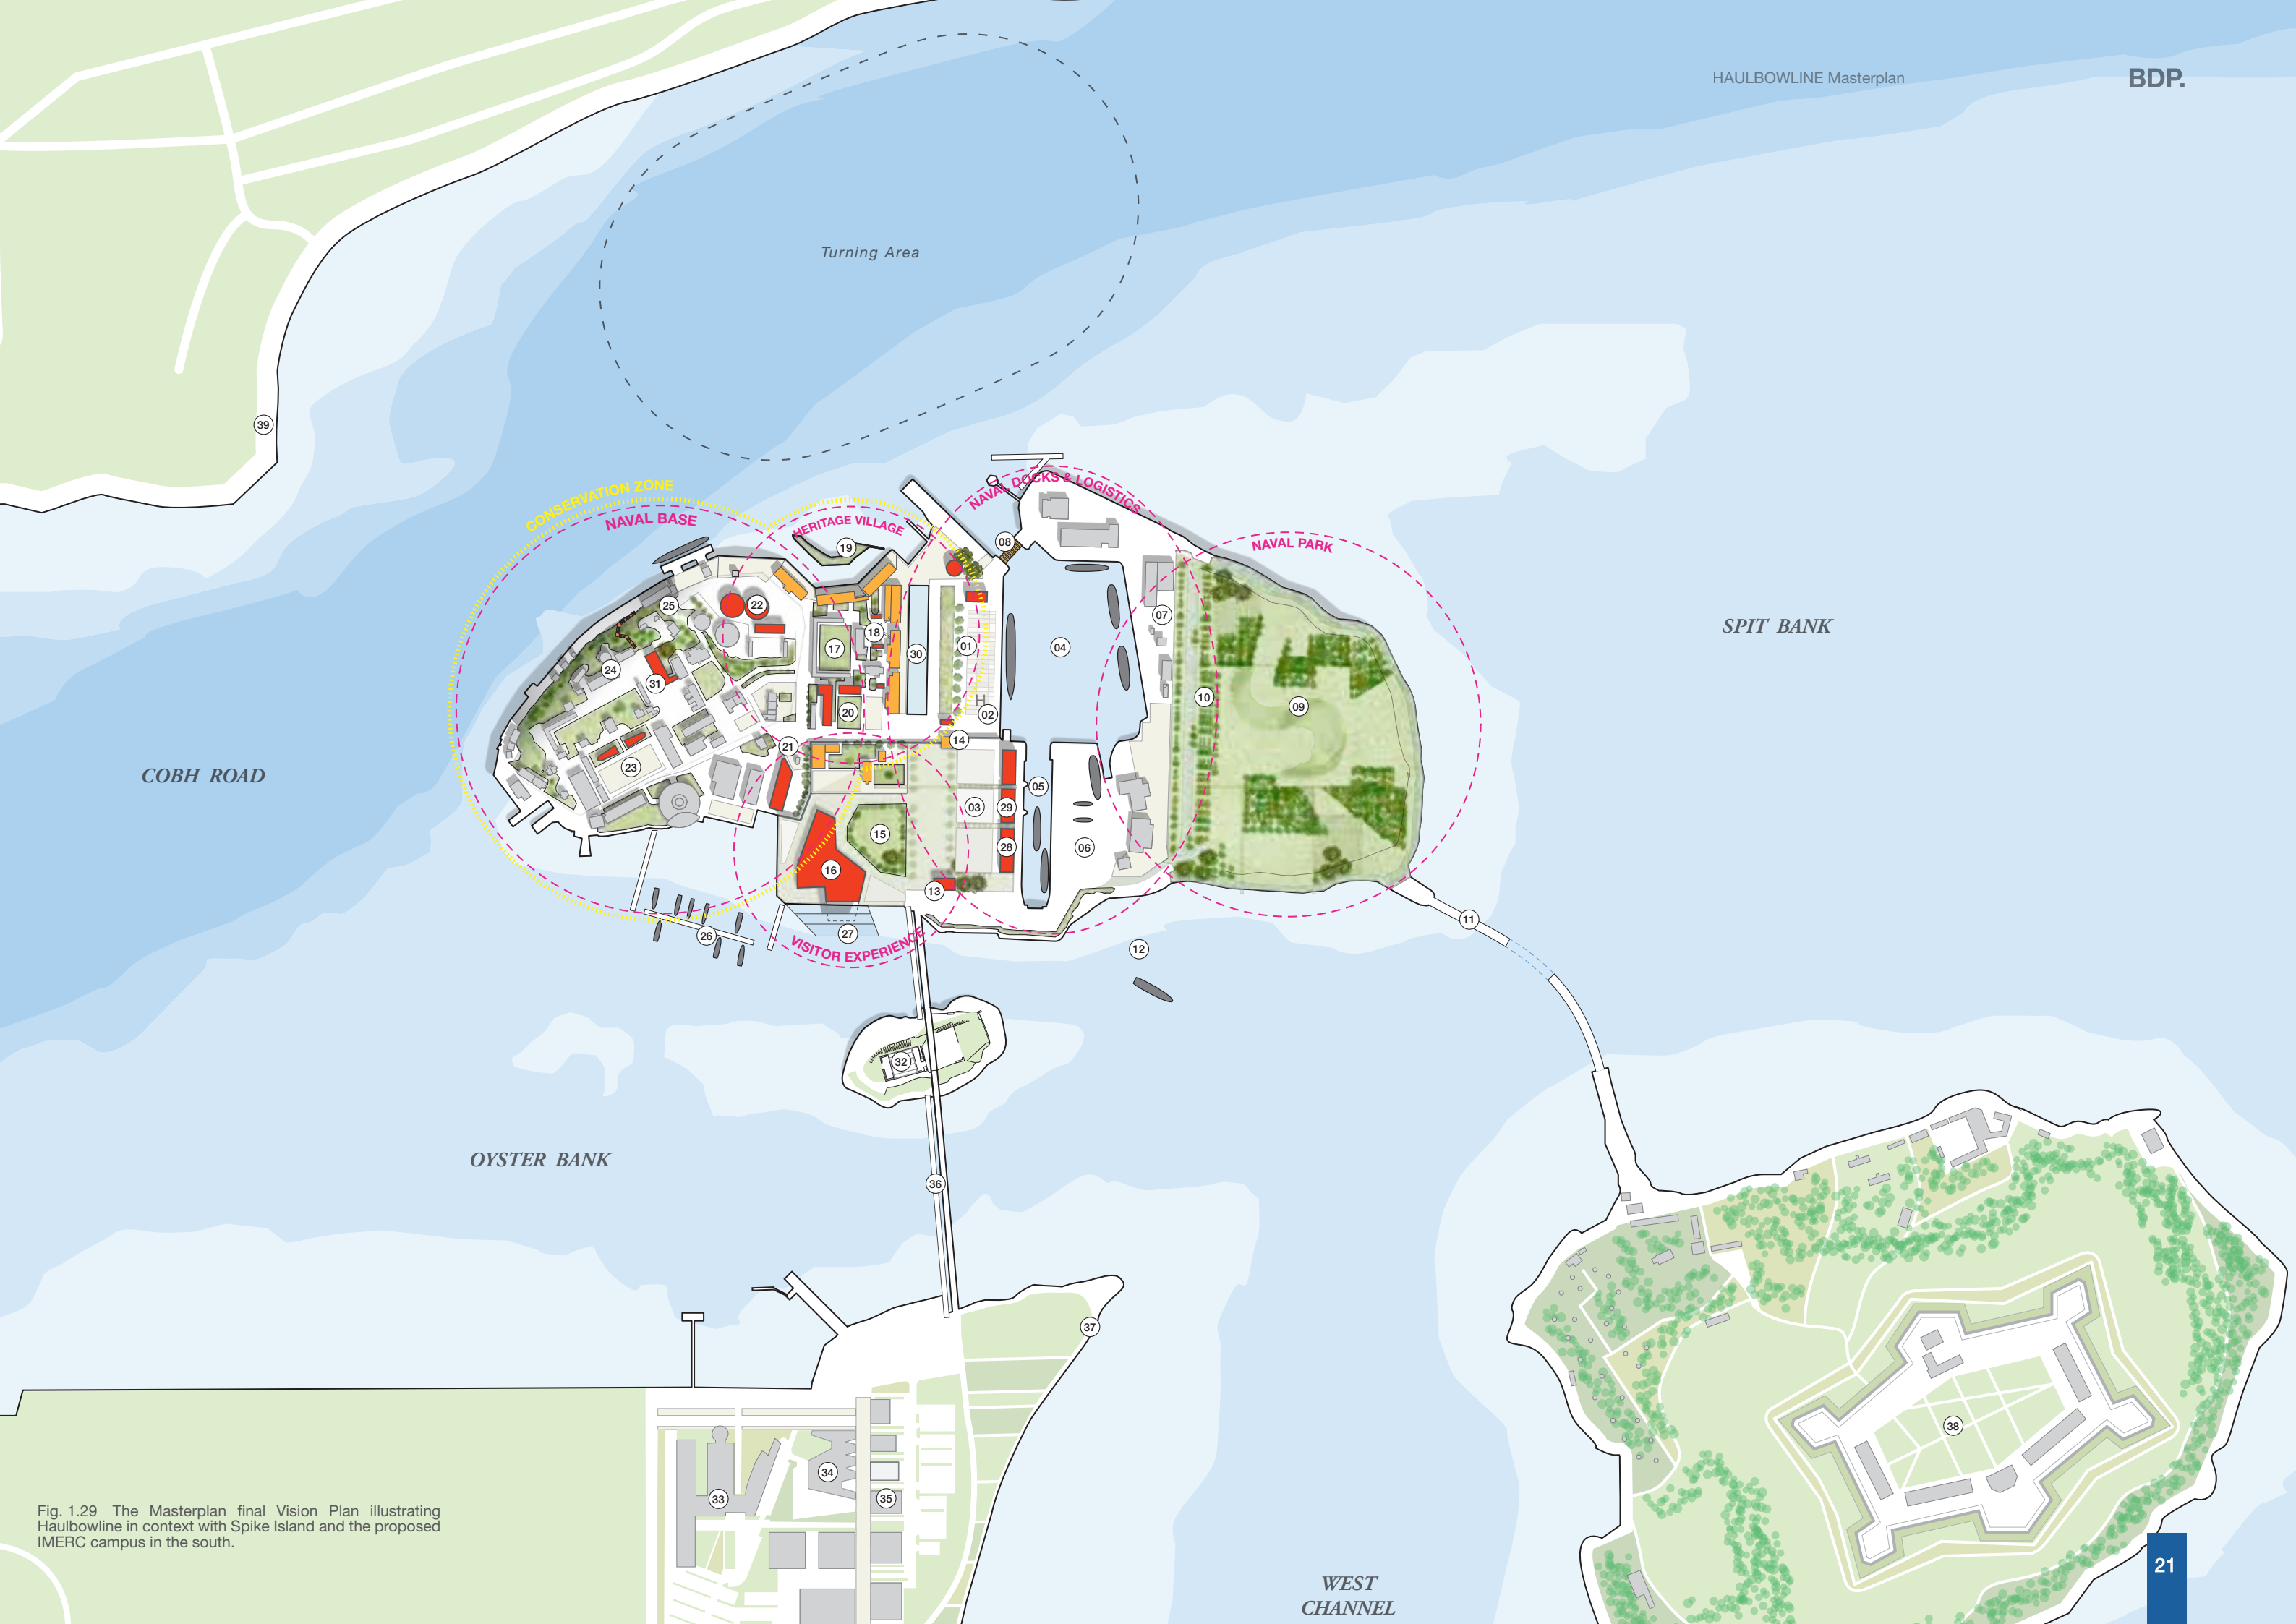 HAULBOWLINE Masterplan
BDP.
Turning Area
39
CONSERVATION ZONE
NAVAL BASE
HERITAGE VILLAGE
NAVAL DOCKS & LOGISTICS
NAVAL PARK
19
08
25
22
07
18
17
01
04
30
24
31
10
09
20
02
21
14
23
05
03
29
15
28
06
16
13
11
27
26
12
VISITOR EXPERIENCE
SPIT BANK
COBH ROAD
32
OYSTER BANK
36
37
38
34
33
35
Fig. 1.29 The Masterplan final Vision Plan illustrating
Haulbowline in context with Spike Island and the proposed
IMERC campus in the south.
WEST
CHANNEL
21